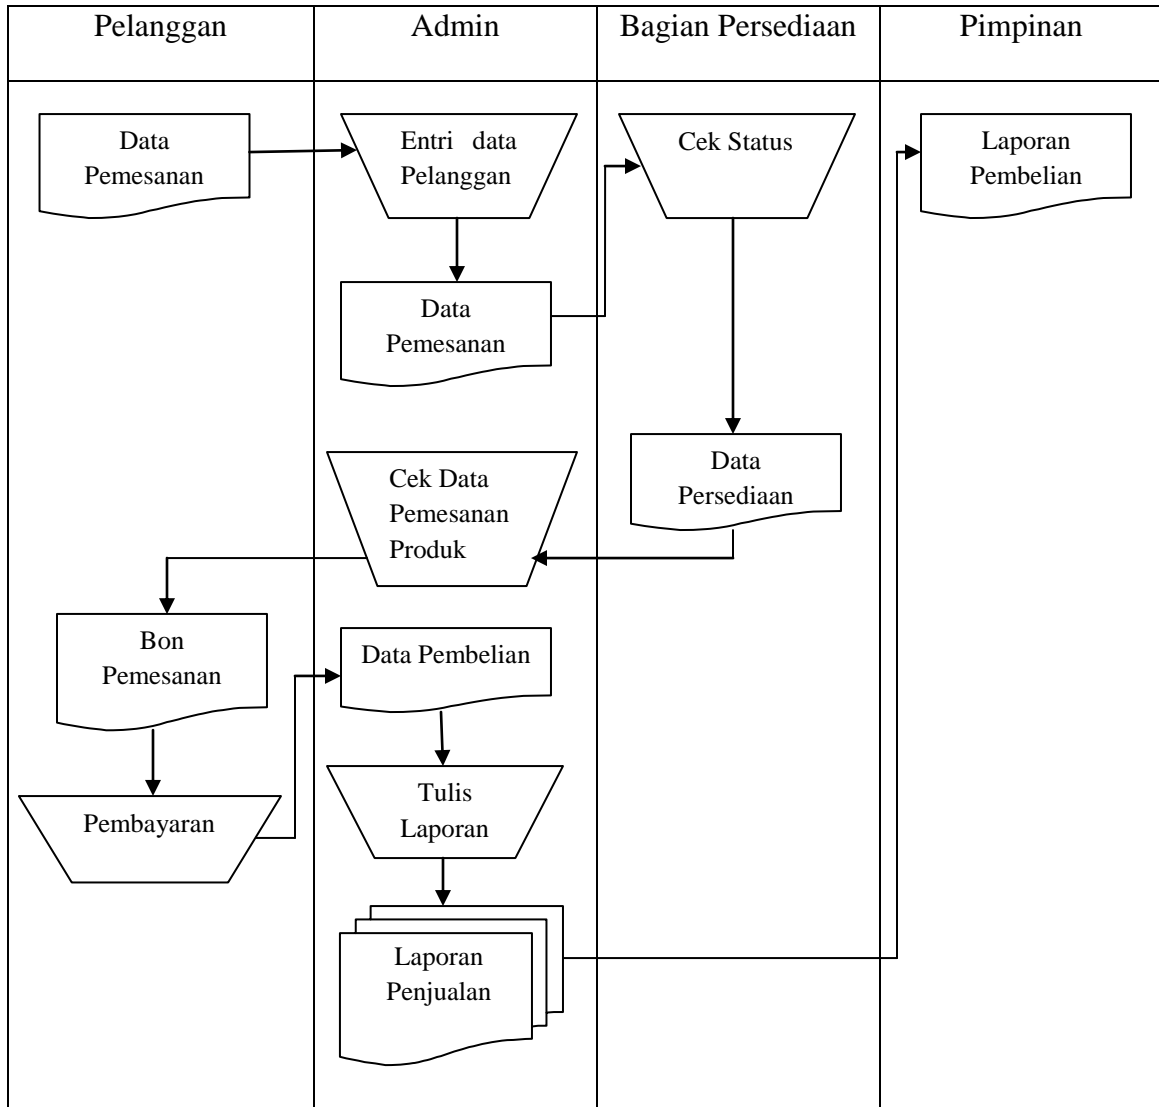 Pelanggan
Admin
Bagian Persediaan
Pimpinan
Data
Pemesanan
Entri data
Pelanggan
Cek Status
Laporan
Pembelian
Data
Pemesanan
Data
Persediaan
Cek Data
Pemesanan
Produk
Bon
Pemesanan
Data Pembelian
Pembayaran
Tulis
Laporan
Laporan
Penjualan